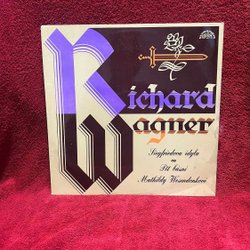 Richard
Wagner
Siegfriedova idyla
Pět básní
Mathildy Wesendonkové